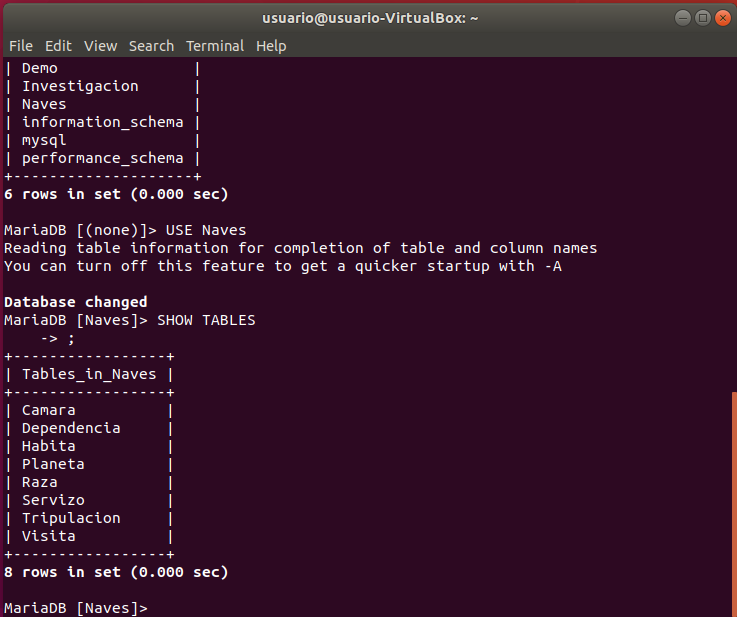 usuario@usuario-VirtualBox: ~
File Edit View Search Terminal Help
| Demo               |
| Investigacion      |
| Naves              |
| information_schema |
| mysql              |
| performance_schema |
+--------------------+
6 rows in set (0.000 sec)

MariaDB [(none)]> USE Naves
Reading table information for completion of table and column names
You can turn off this feature to get a quicker startup with -A

Database changed
MariaDB [Naves]> SHOW TABLES
    -> ;
+-----------------+
| Tables_in_Naves |
+-----------------+
| Camara          |
| Dependencia     |
| Habita          |
| Planeta         |
| Raza            |
| Servizo         |
| Tripulacion     |
| Visita          |
+-----------------+
8 rows in set (0.000 sec)

MariaDB [Naves]>